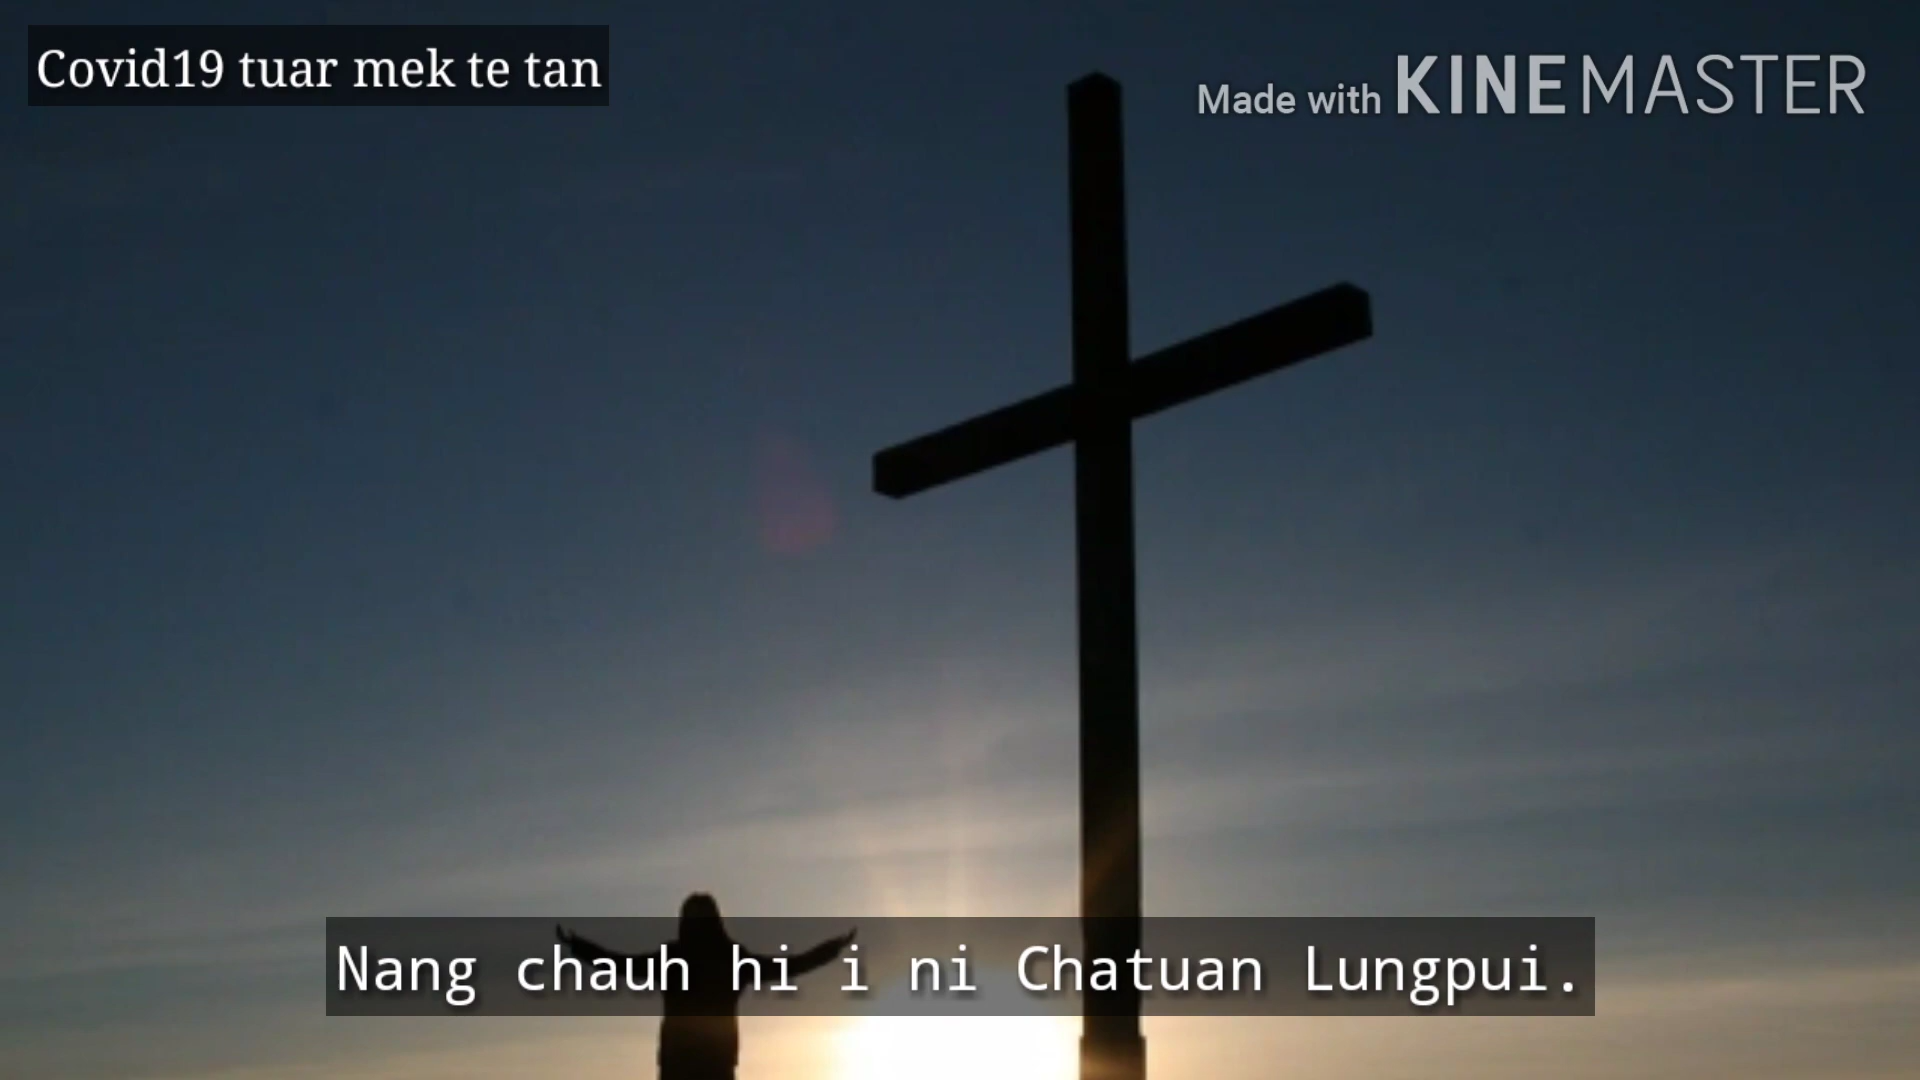 Covid19 tuar mek te tan
Made with KINEMASTER
Nang chauh hi i ni Chatuan Lungpui.